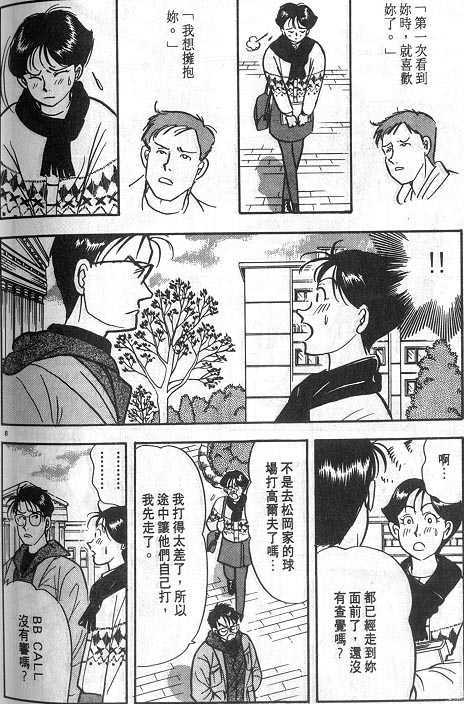 「第一次看到
妳時，就喜歡
妳了。」
「我想擁抱
妳。」
!!
啊…
都已經走到妳
面前了，還沒
有查覺嗎？
不是去松岡家的球
場打高爾夫了嗎…
我打得太差了，所以
途中讓他們自己打，
我先走了。
………
BB CALL
沒有響嗎？
8